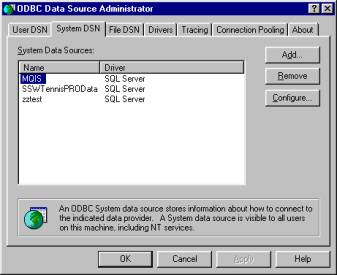 ODBC Data Source Administrator
User DSN System DSN File DSN Drivers Tracing Connection Pooling About
System Data Sources:
Name Driver
MQIS SQL Server
SSWTennisPROData SQL Server
zztest SQL Server
Add...
Remove
Configure...
An ODBC System data source stores information about how to connect to
the indicated data provider. A System data source is visible to all users
on this machine, including NT services.
OK Cancel Apply Help